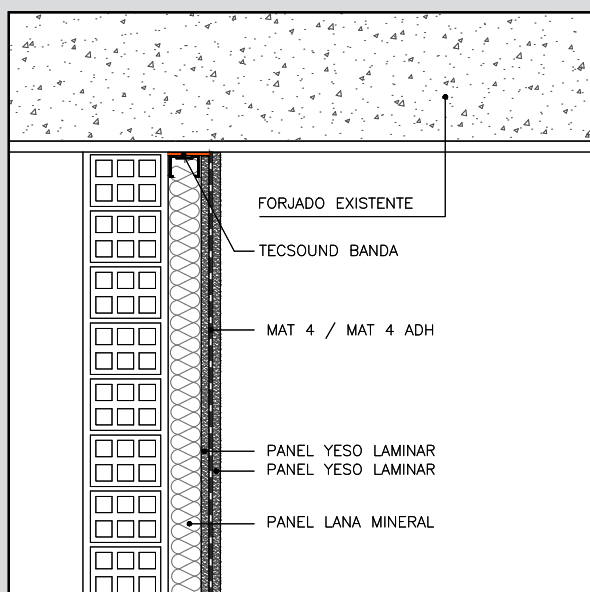 FORJADO EXISTENTE
TECSOUND BANDA
MAT 4 / MAT 4 ADH
PANEL YESO LAMINAR
PANEL YESO LAMINAR
PANEL LANA MINERAL